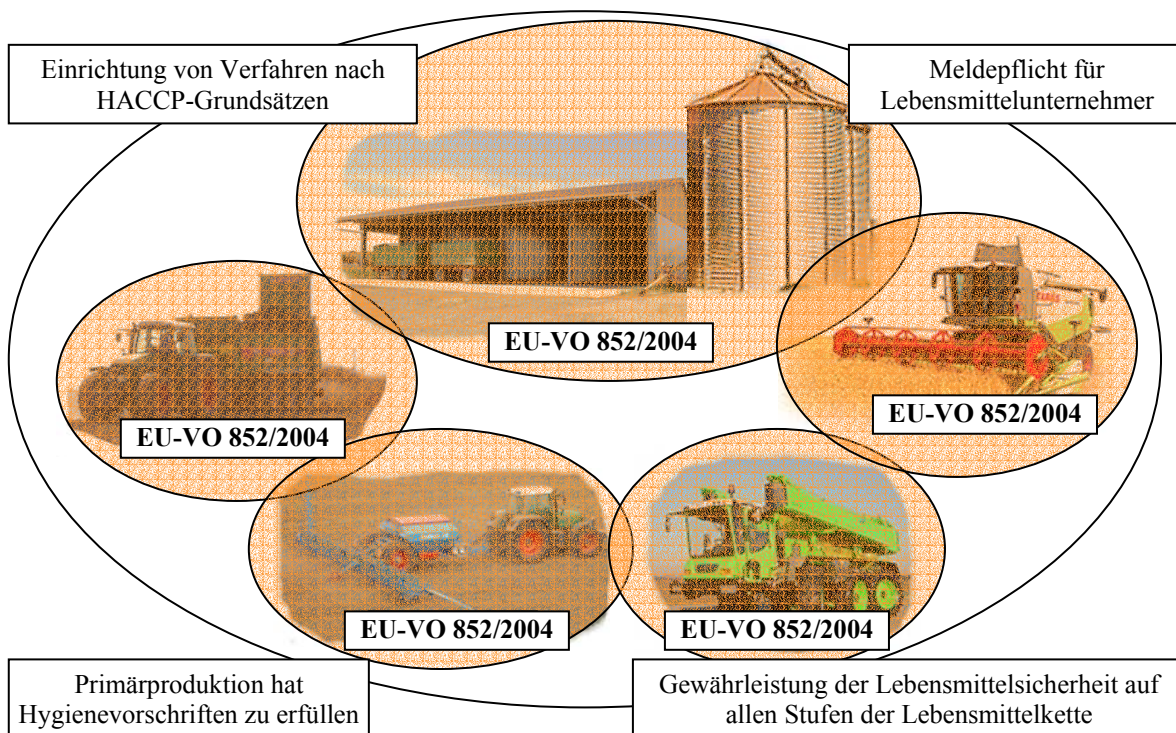 Einrichtung von Verfahren nach
HACCP-Grundsätzen
Meldepflicht für
Lebensmittelunternehmer
EU-VO 852/2004
CLAAS
EU-VO 852/2004
EU-VO 852/2004
EU-VO 852/2004
EU-VO 852/2004
Primärproduktion hat
Hygienevorschriften zu erfüllen
Gewährleistung der Lebensmittelsicherheit auf
allen Stufen der Lebensmittelkette